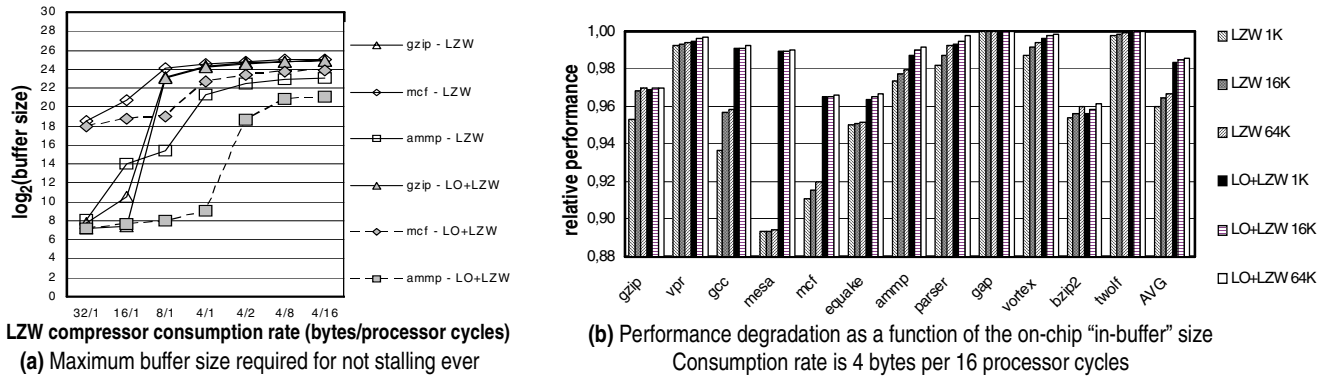 30
28
26
24
22
20
18
16
14
12
10
8
6
4
2
0
log2(buffer size)
32/1 16/1 8/1 4/1 4/2 4/8 4/16
LZW compressor consumption rate (bytes/processor cycles)
(a) Maximum buffer size required for not stalling ever
gzip - LZW
mcf - LZW
ammp - LZW
gzip - LO+LZW
mcf - LO+LZW
ammp - LO+LZW
1,00
0,98
0,96
0,94
0,92
0,90
0,88
relative performance
gzip vpr gcc mesa mcf equake ammp parser gap vortex bzip2 twolf AVG
LZW 1K
LZW 16K
LZW 64K
LO+LZW 1K
LO+LZW 16K
LO+LZW 64K
(b) Performance degradation as a function of the on-chip “in-buffer” size
Consumption rate is 4 bytes per 16 processor cycles